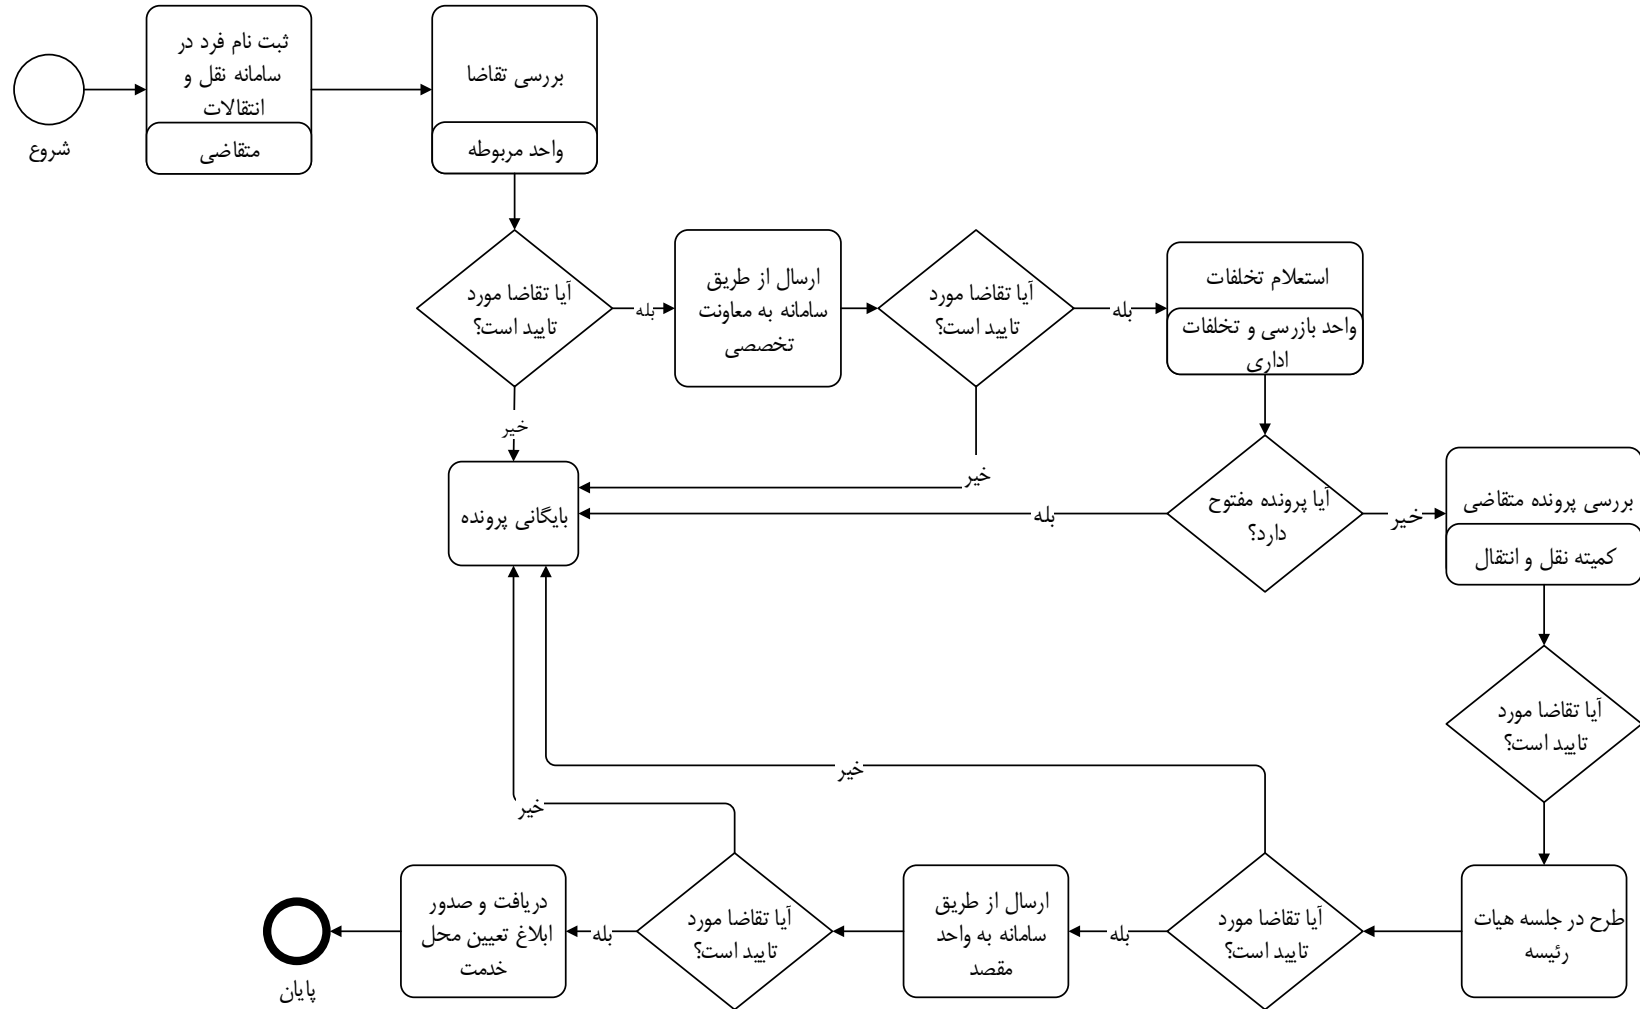 شروع
ثبت نام فرد در
سامانه نقل و
انتقالات
متقاضی
بررسی تقاضا
واحد مربوطه
آیا تقاضا مورد
تایید است؟
بله
خیر
ارسال از طریق
سامانه به معاونت
تخصصی
آیا تقاضا مورد
تایید است؟
بله
خیر
استعلام تخلفات
واحد بازرسی و تخلفات
اداری
آیا پرونده مفتوح
دارد؟
بله
خیر
بایگانی پرونده
بررسی پرونده متقاضی
کمیته نقل و انتقال
آیا تقاضا مورد
تایید است؟
طرح در جلسه هیات
رئیسه
آیا تقاضا مورد
تایید است؟
خیر
بله
ارسال از طریق
سامانه به واحد
مقصد
آیا تقاضا مورد
تایید است؟
خیر
بله
دریافت و صدور
ابلاغ تعیین محل
خدمت
پایان